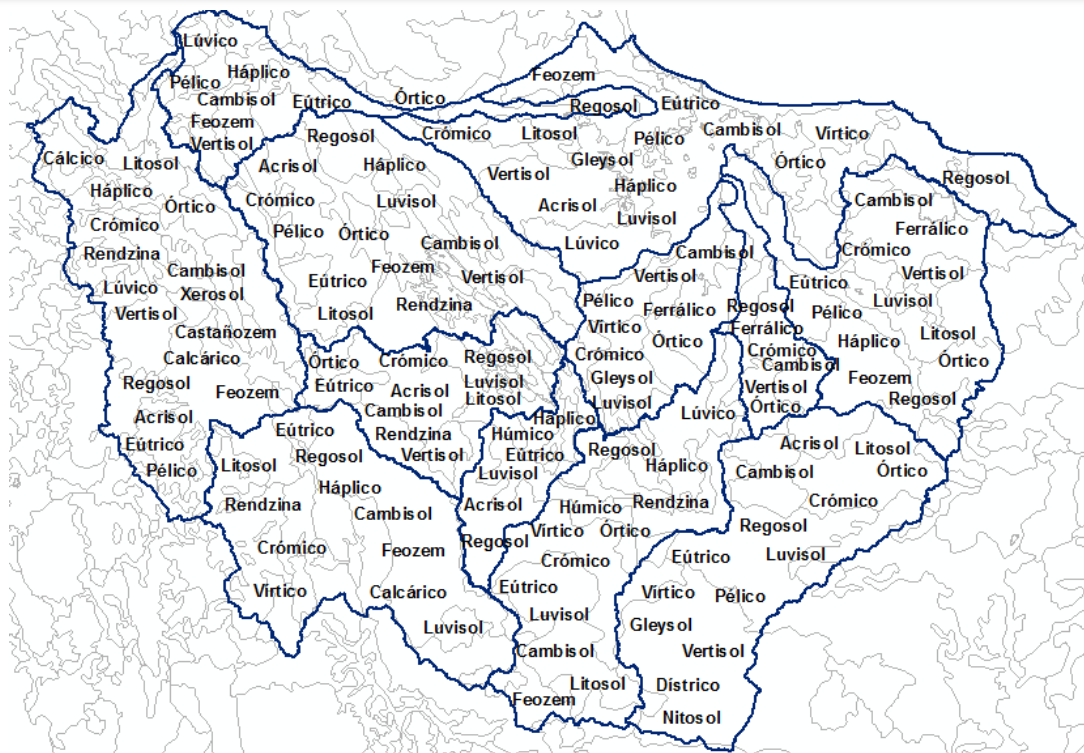 Lúvico
Háplico
Pélico
Cambisol
Feozem
Vertisol
Eútrico
Órtico
Feozem
Regosol
Eútrico
Cálcico
Litosol
Háplico
Órtico
Crómico
Rendzina
Cambisol
Lúvico
Xerosol
Vertisol
Castañozem
Calcárico
Regosol
Feozem
Acrisol
Eútrico
Pélico
Regosol
Acrisol
Háplico
Crómico
Luvisol
Pélico
Órtico
Cambisol
Feozem
Eútrico
Vertisol
Rendzina
Litosol
Crómico
Litosol
Pélico
Cambisol
Vírtico
Gleysol
Órtico
Vertisol
Háplico
Regosol
Acrisol
Luvisol
Lúvico
Cambisol
Ferrálico
Crómico
Vertisol
Eútrico
Luvisol
Pélico
Litosol
Háplico
Órtico
Feozem
Regosol
Cambisol
Vertisol
Pélico
Ferrálico
Vírtico
Órtico
Crómico
Gleysol
Luvisol
Regosol
Ferrálico
Crómico
Cambisol
Vertisol
Órtico
Órtico
Crómico
Regosol
Eútrico
Acrisol
Luvisol
Litosol
Cambisol
Rendzina
Vertisol
Háplico
Húmico
Eútrico
Luvisol
Acrisol
Regosol
Eútrico
Litosol
Regosol
Háplico
Rendzina
Cambisol
Crómico
Feozem
Vírtico
Calcárico
Luvisol
Lúvico
Regosol
Háplico
Húmico
Rendzina
Vírtico
Órtico
Crómico
Eútrico
Luvisol
Cambisol
Litosol
Feozem
Acrisol
Litosol
Cambisol
Órtico
Crómico
Regosol
Eútrico
Luvisol
Vírtico
Pélico
Gleysol
Vertisol
Dístrico
Nitosol